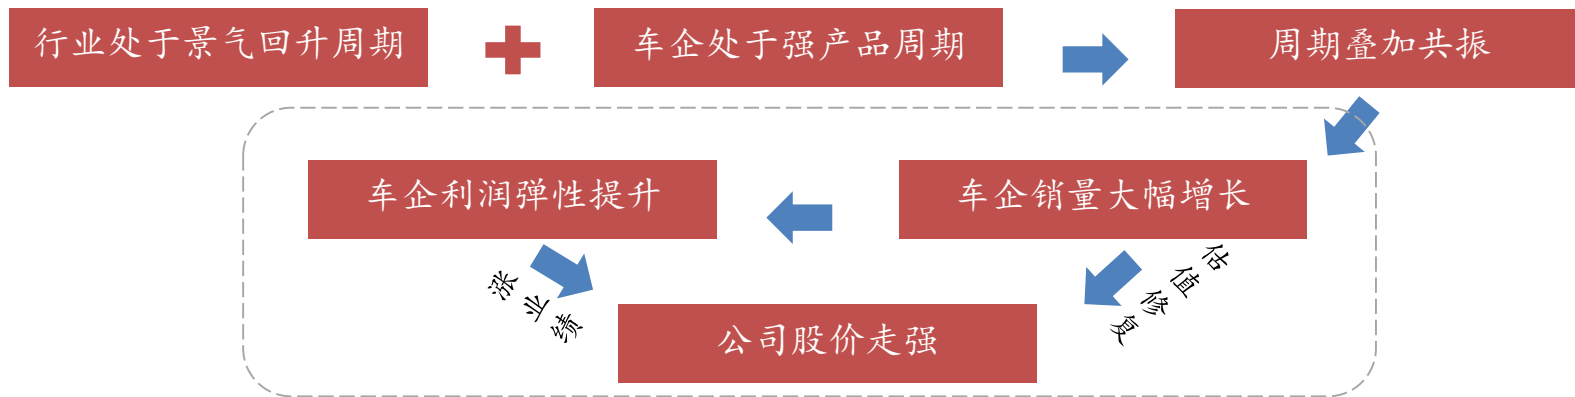 行业处于景气回升周期
车企处于强产品周期
周期叠加共振
车企利润弹性提升
车企销量大幅增长
涨业绩
估值修复
公司股价走强